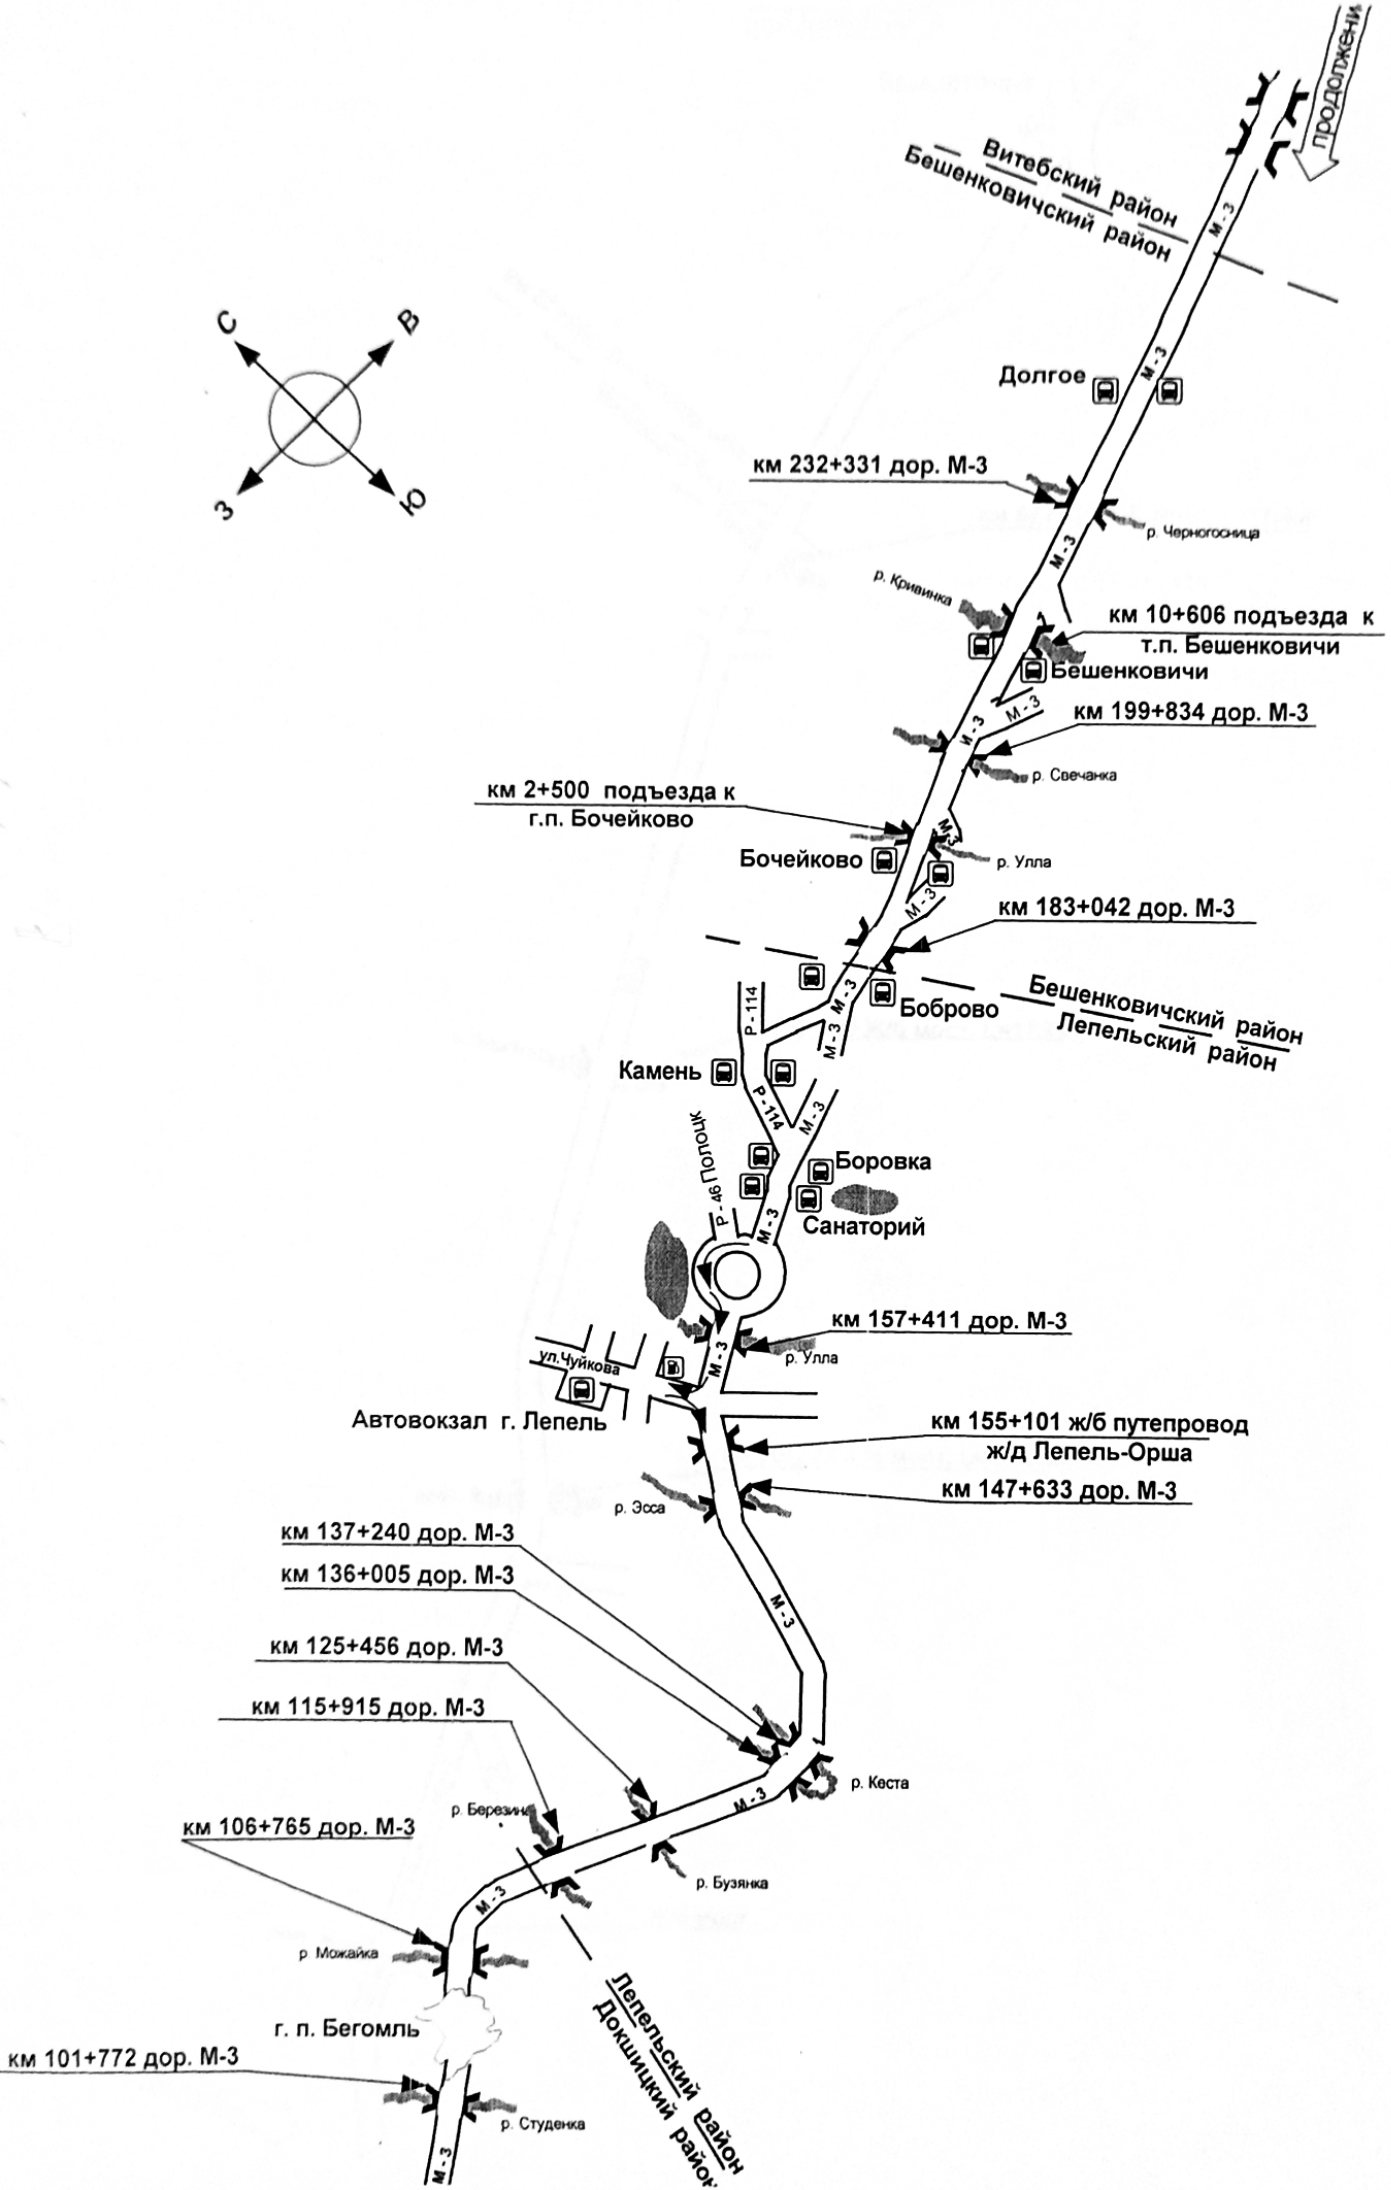 продолжени
Витебский район
Бешенковичский район
М-3
С
В
З
Ю
М-3
Долгое
км 232+331 дор. М-3
р. Черногосница
М-3
р. Кривинка
км 10+606 подъезда к
т.п. Бешенковичи
Бешенковичи
М-3
км 199+834 дор. М-3
И-3
р. Свечанка
км 2+500 подъезда к
г.п. Бочейково
М-3
Бочейково
р. Улла
М-3
км 183+042 дор. М-3
Бешенковичский район
Лепельский район
Боброво
М-3
Р-114
М-3
Камень
Р-114
М-3
Р-46 Полоцк
Боровка
Санаторий
М-3
км 157+411 дор. М-3
р. Улла
М-3
ул.Чуйкова
Автовокзал г. Лепель
км 155+101 ж/б путепровод
ж/д Лепель-Орша
км 147+633 дор. М-3
р. Эсса
км 137+240 дор. М-3
км 136+005 дор. М-3
М-3
км 125+456 дор. М-3
км 115+915 дор. М-3
р. Кеста
М-3
р. Березина
км 106+765 дор. М-3
р. Бузянка
М-3
р Можайка
г. п. Бегомль
Лепельский район
Докшицкий район
км 101+772 дор. М-3
р. Студенка
М-3